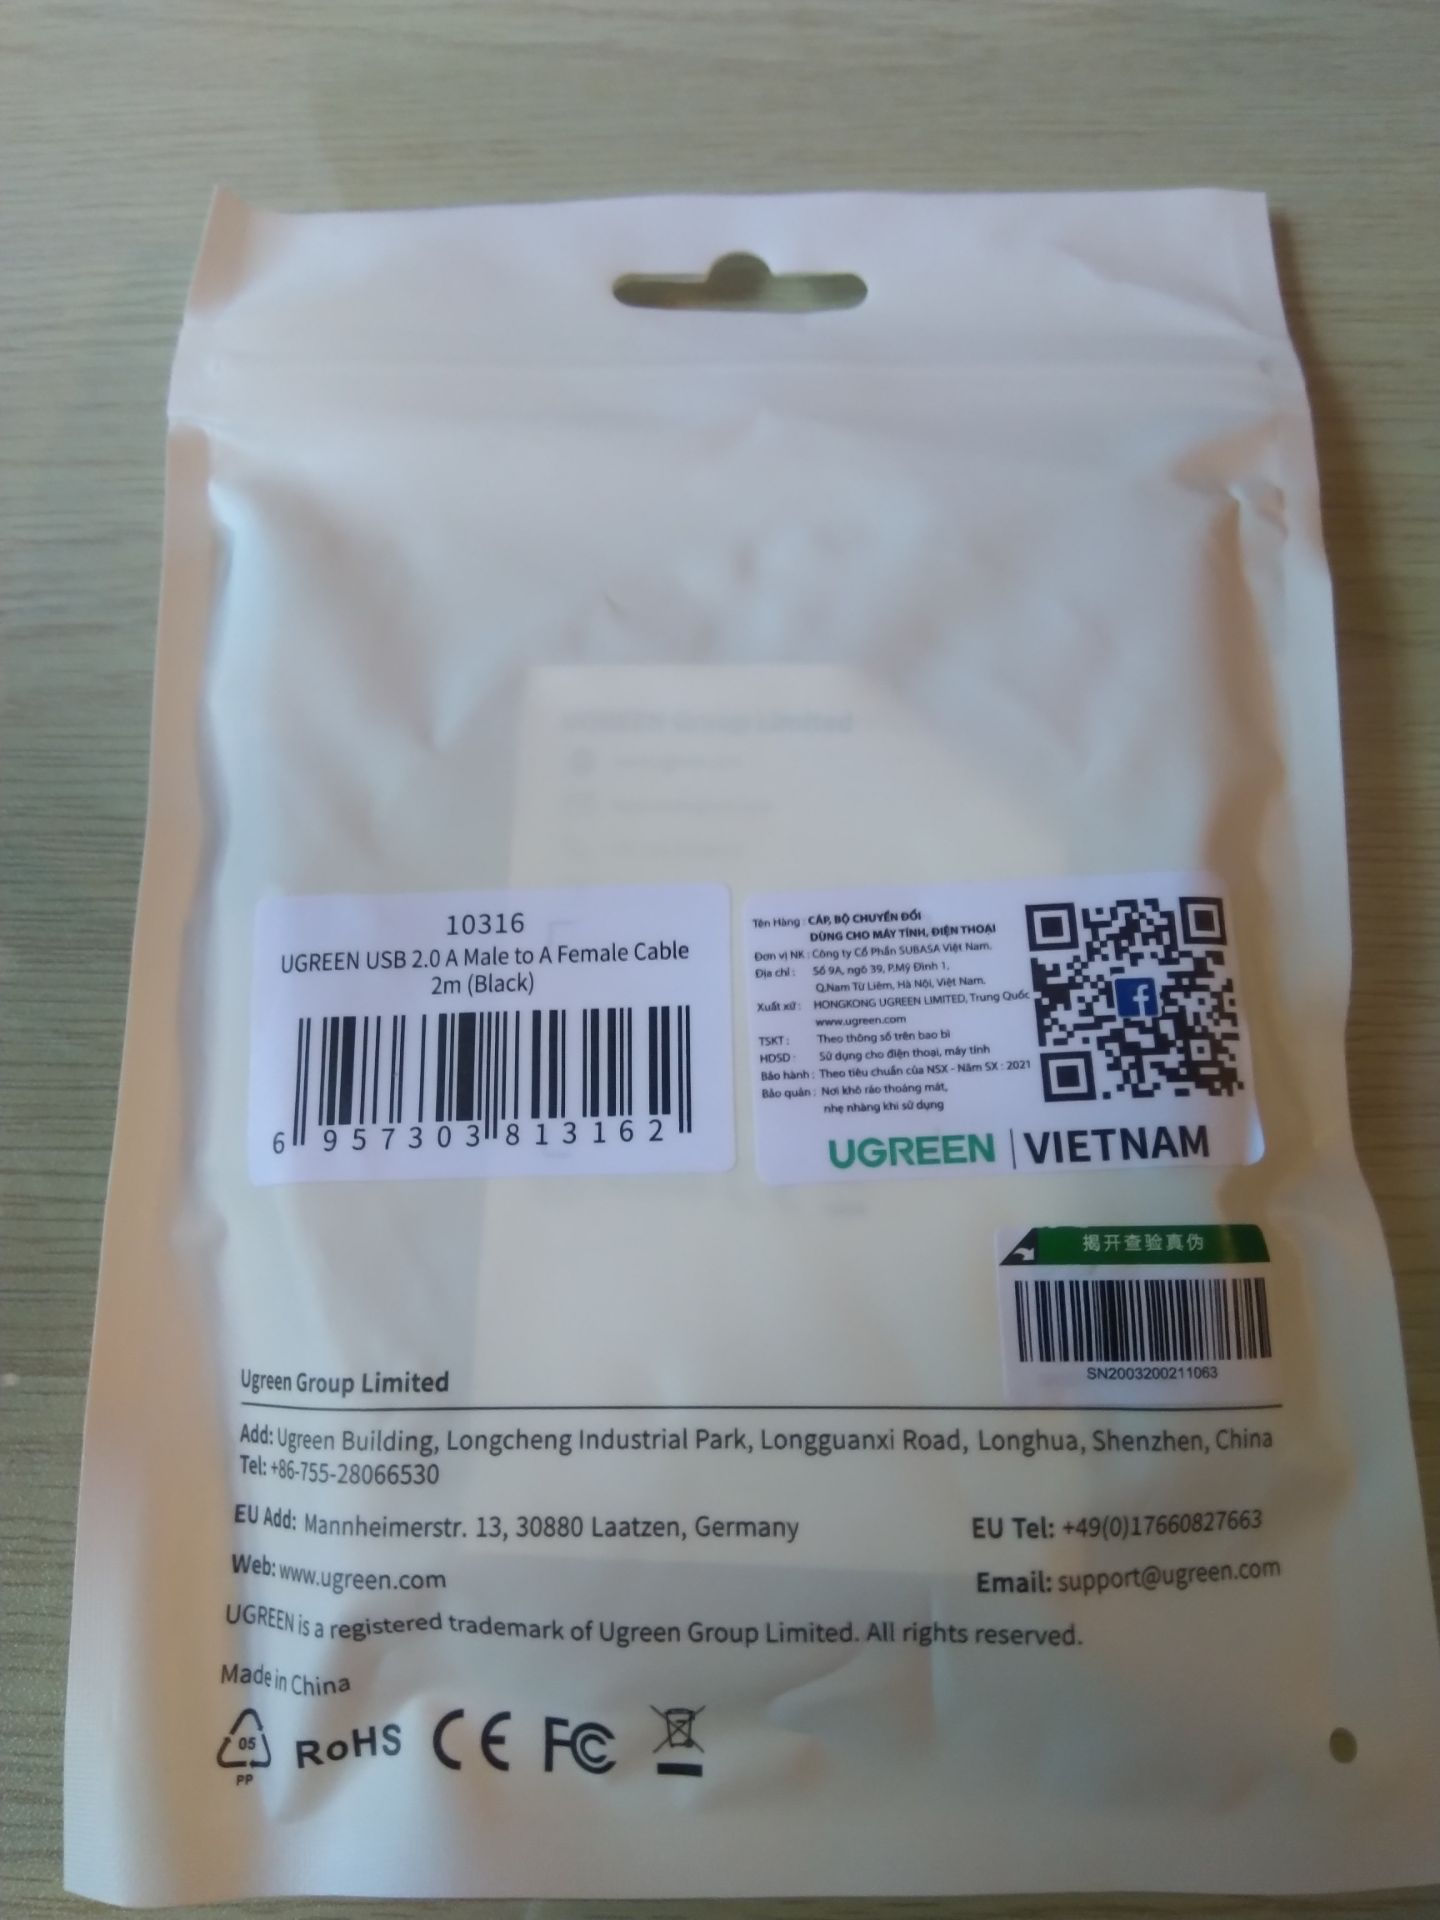 10316
UGREEN USB 2.0 A Male to A Female Cable
2m (Black)
6 957303 813162
Tên Hàng : CÁP, BỘ CHUYỂN ĐỔI
DÙNG CHO MÁY TÍNH, ĐIỆN THOẠI
Đơn vị NK : Công ty Cổ Phần SUBASA Việt Nam.
Địa chỉ : Số 9A, ngõ 39, P.Mỹ Đình 1,
Q.Nam Từ Liêm, Hà Nội, Việt Nam.
Xuất xứ : HONGKONG UGREEN LIMITED, Trung Quốc
www.ugreen.com
TSKT : Theo thông số trên bao bì
HDSD : Sử dụng cho điện thoại, máy tính
Bảo hành : Theo tiêu chuẩn của NSX - Năm SX : 2021
Bảo quản : Nơi khô ráo thoáng mát,
nhẹ nhàng khi sử dụng
UGREEN | VIETNAM
揭开查验真伪
SN2003200211063
Ugreen Group Limited
Add: Ugreen Building, Longcheng Industrial Park, Longguanxi Road, Longhua, Shenzhen, China
Tel: +86-755-28066530
EU Add: Mannheimerstr. 13, 30880 Laatzen, Germany
EU Tel: +49(0)17660827663
Web: www.ugreen.com
Email: support@ugreen.com
UGREEN is a registered trademark of Ugreen Group Limited. All rights reserved.
Made in China
05
PP
RoHS CE FC